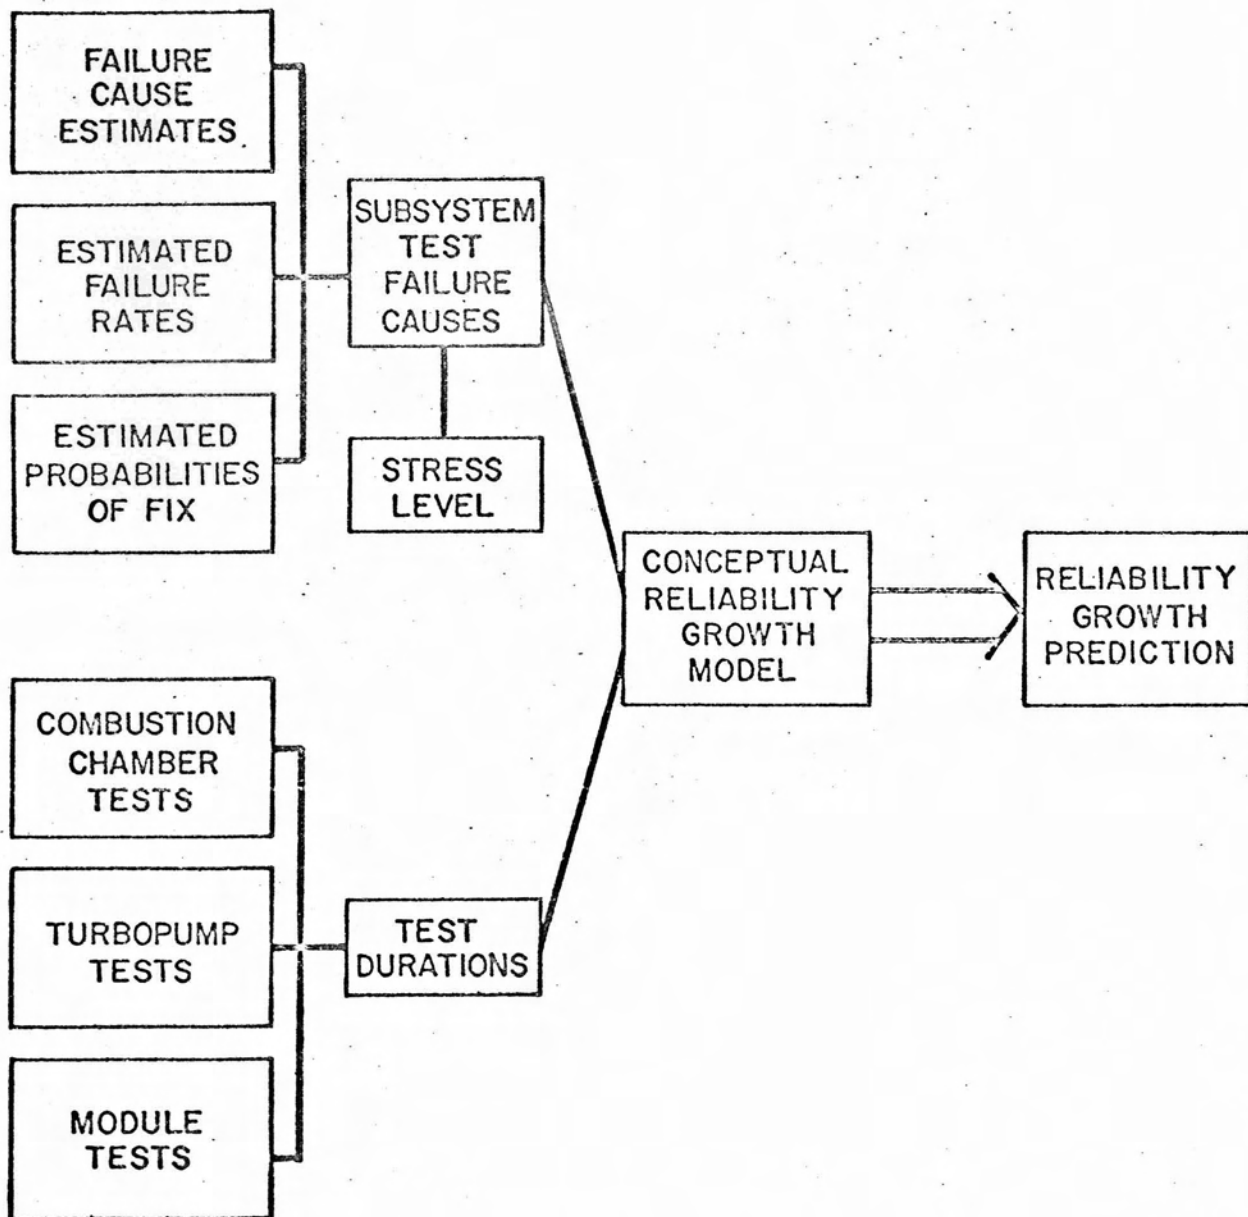 FAILURE
CAUSE
ESTIMATES
ESTIMATED
FAILURE
RATES
ESTIMATED
PROBABILITIES
OF FIX
SUBSYSTEM
TEST
FAILURE
CAUSES
STRESS
LEVEL
COMBUSTION
CHAMBER
TESTS
TURBOPUMP
TESTS
MODULE
TESTS
TEST
DURATIONS
CONCEPTUAL
RELIABILITY
GROWTH
MODEL
RELIABILITY
GROWTH
PREDICTION